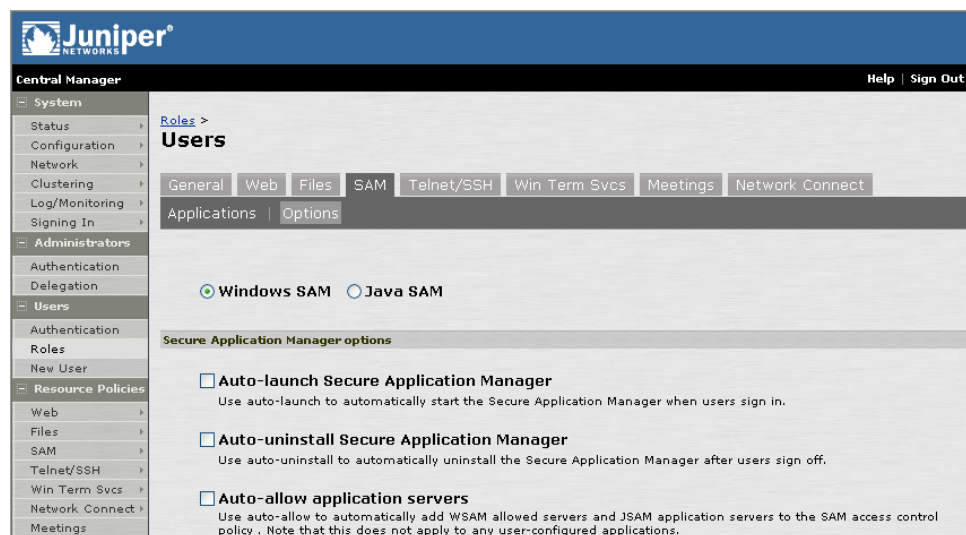 Juniper®
NETWORKS
Central Manager
Help | Sign Out
System
Status
Configuration
Network
Clustering
Log/Monitoring
Signing In
Administrators
Authentication
Delegation
Users
Authentication
Roles
New User
Resource Policies
Web
Files
SAM
Telnet/SSH
Win Term Svcs
Network Connect
Meetings
Roles >
Users
General
Web
Files
SAM
Telnet/SSH
Win Term Svcs
Meetings
Network Connect
Applications | Options
Windows SAM
Java SAM
Secure Application Manager options
Auto-launch Secure Application Manager
Use auto-launch to automatically start the Secure Application Manager when users sign in.
Auto-uninstall Secure Application Manager
Use auto-uninstall to automatically uninstall the Secure Application Manager after users sign off.
Auto-allow application servers
Use auto-allow to automatically add WSAM allowed servers and JSAM application servers to the SAM access control
policy . Note that this does not apply to any user-configured applications.